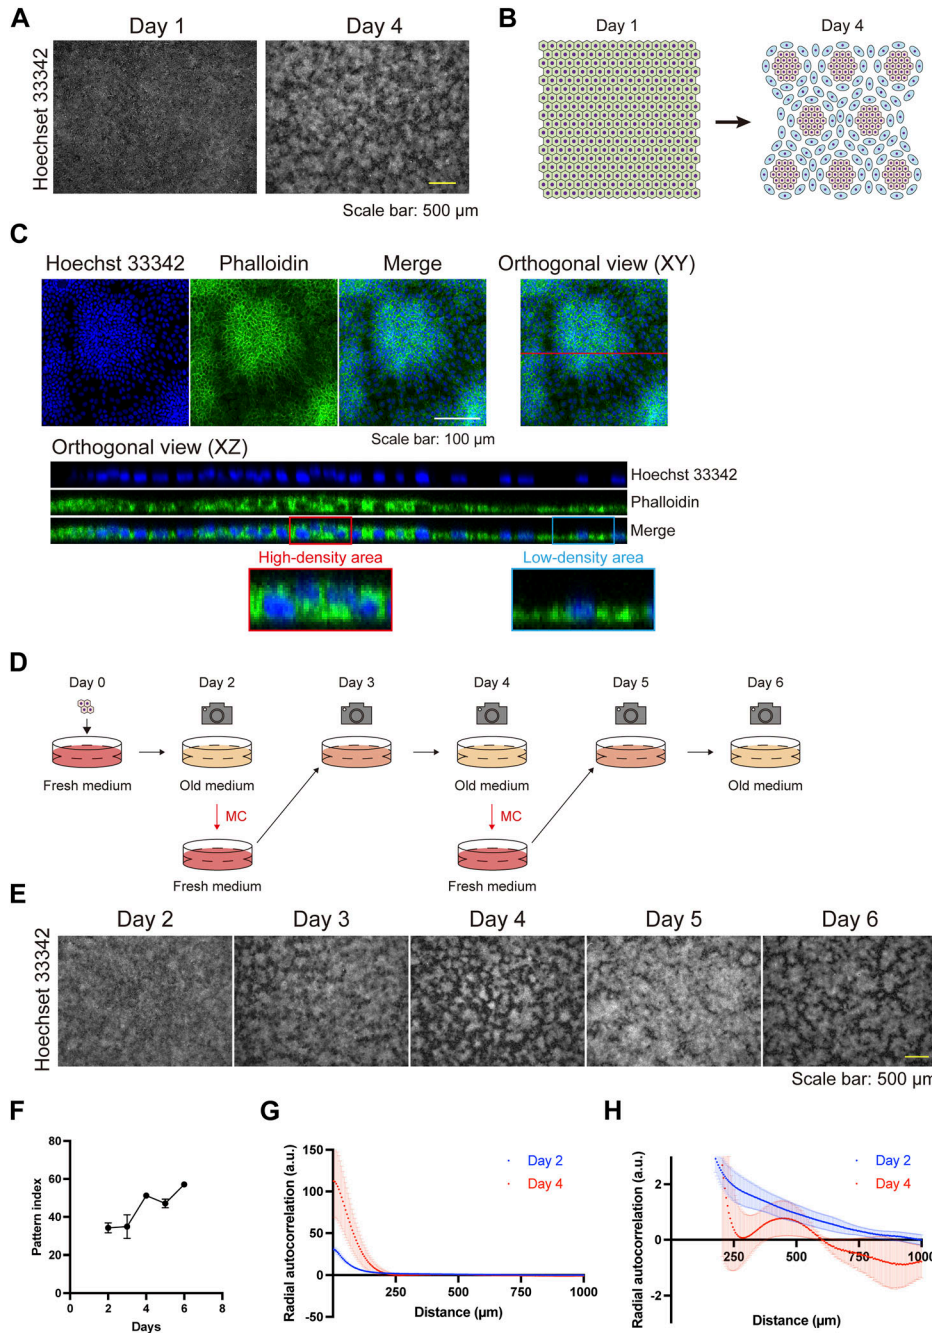 A
Day 1
Day 4
Hoechset 33342
Scale bar: 500 µm
B
Day 1
Day 4
C
Hoechst 33342
Phalloidin
Merge
Orthogonal view (XY)
Scale bar: 100 µm
Orthogonal view (XZ)
Hoechst 33342
Phalloidin
Merge
High-density area
Low-density area
D
Day 0
Day 2
Day 3
Day 4
Day 5
Day 6
Fresh medium
Old medium
Old medium
Old medium
MC
MC
Fresh medium
Fresh medium
E
Day 2
Day 3
Day 4
Day 5
Day 6
Hoechset 33342
Scale bar: 500 µm
F
Pattern index
80
60
40
20
0
0
2
4
6
8
Days
G
Radial autocorrelation (a.u.)
150
100
50
0
-50
250
500
750
1000
Distance (µm)
Day 2
Day 4
H
Radial autocorrelation (a.u.)
2
0
-2
250
500
750
1000
Distance (µm)
Day 2
Day 4